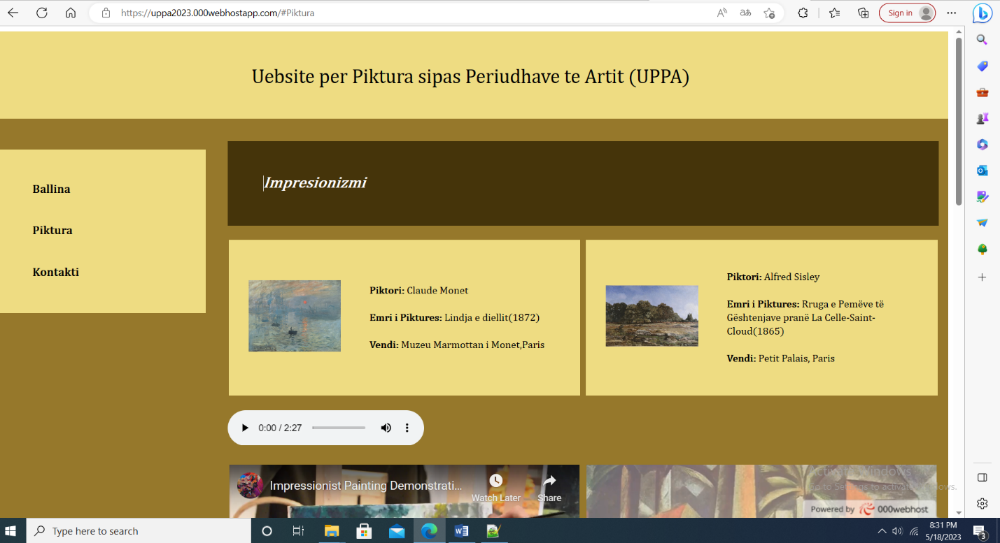 https://uppa2023.000webhostapp.com/#Piktura
Sign in
Uebsite per Piktura sipas Periudhave te Artit (UPPA)
Ballina
Piktura
Kontakti
Impresionizmi
Piktori: Claude Monet
Emri i Piktures: Lindja e diellit(1872)
Vendi: Muzeu Marmottan i Monet,Paris
Piktori: Alfred Sisley
Emri i Piktures: Rruga e Pemëve të
Gështenjave pranë La Celle-Saint-
Cloud(1865)
Vendi: Petit Palais, Paris
0:00 / 2:27
Impressionist Painting Demonstrati...
Watch Later
Share
Activate Windows
Go to Settings to activate Windows.
Powered by 000webhost
Type here to search
8:31 PM
5/18/2023
3